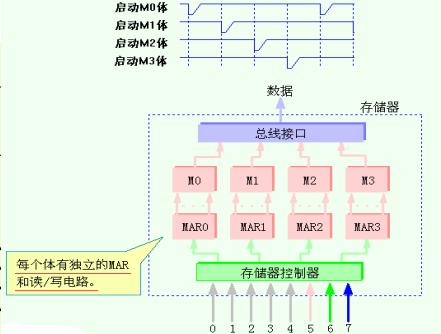 启动M0体
启动M1体
启动M2体
启动M3体
数据
存储器
总线接口
M0 M1 M2 M3
MAR0 MAR1 MAR2 MAR3
每个体有独立的MAR
和读/写电路。
存储器控制器
0 1 2 3 4 5 6 7